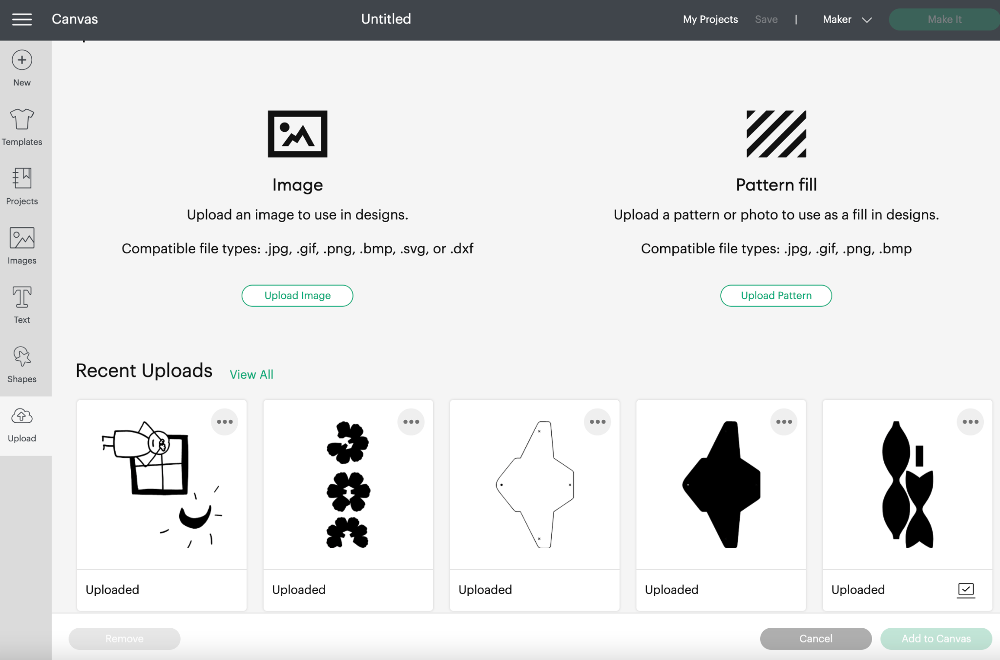 Canvas
Untitled
My Projects
Save
|
Maker
Make It
New
Templates
Projects
Images
Text
Shapes
Upload
Image
Upload an image to use in designs.
Compatible file types: .jpg, .gif, .png, .bmp, .svg, or .dxf
Upload Image
Pattern fill
Upload a pattern or photo to use as a fill in designs.
Compatible file types: .jpg, .gif, .png, .bmp
Upload Pattern
Recent Uploads
View All
Uploaded
Uploaded
Uploaded
Uploaded
Uploaded
Remove
Cancel
Add to Canvas